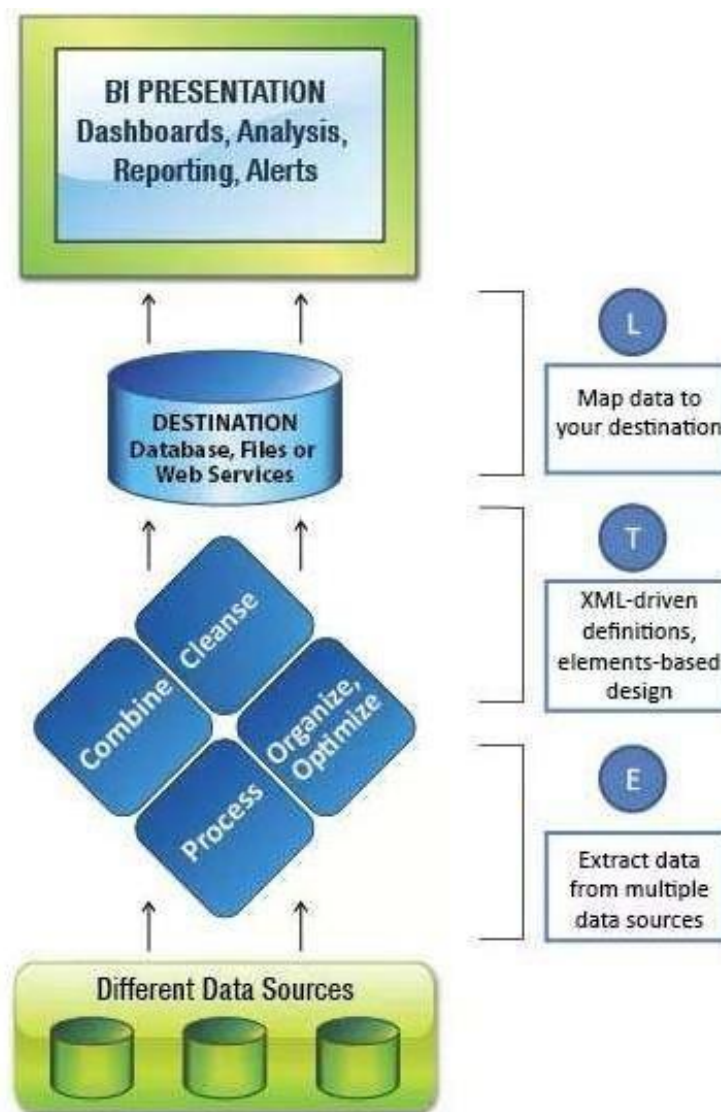 BI PRESENTATION
Dashboards, Analysis,
Reporting, Alerts
L
Map data to
your destination
DESTINATION
Database, Files or
Web Services
T
XML-driven
definitions,
elements-based
design
Cleanse
Combine
Organize,
Optimize
Process
E
Extract data
from multiple
data sources
Different Data Sources